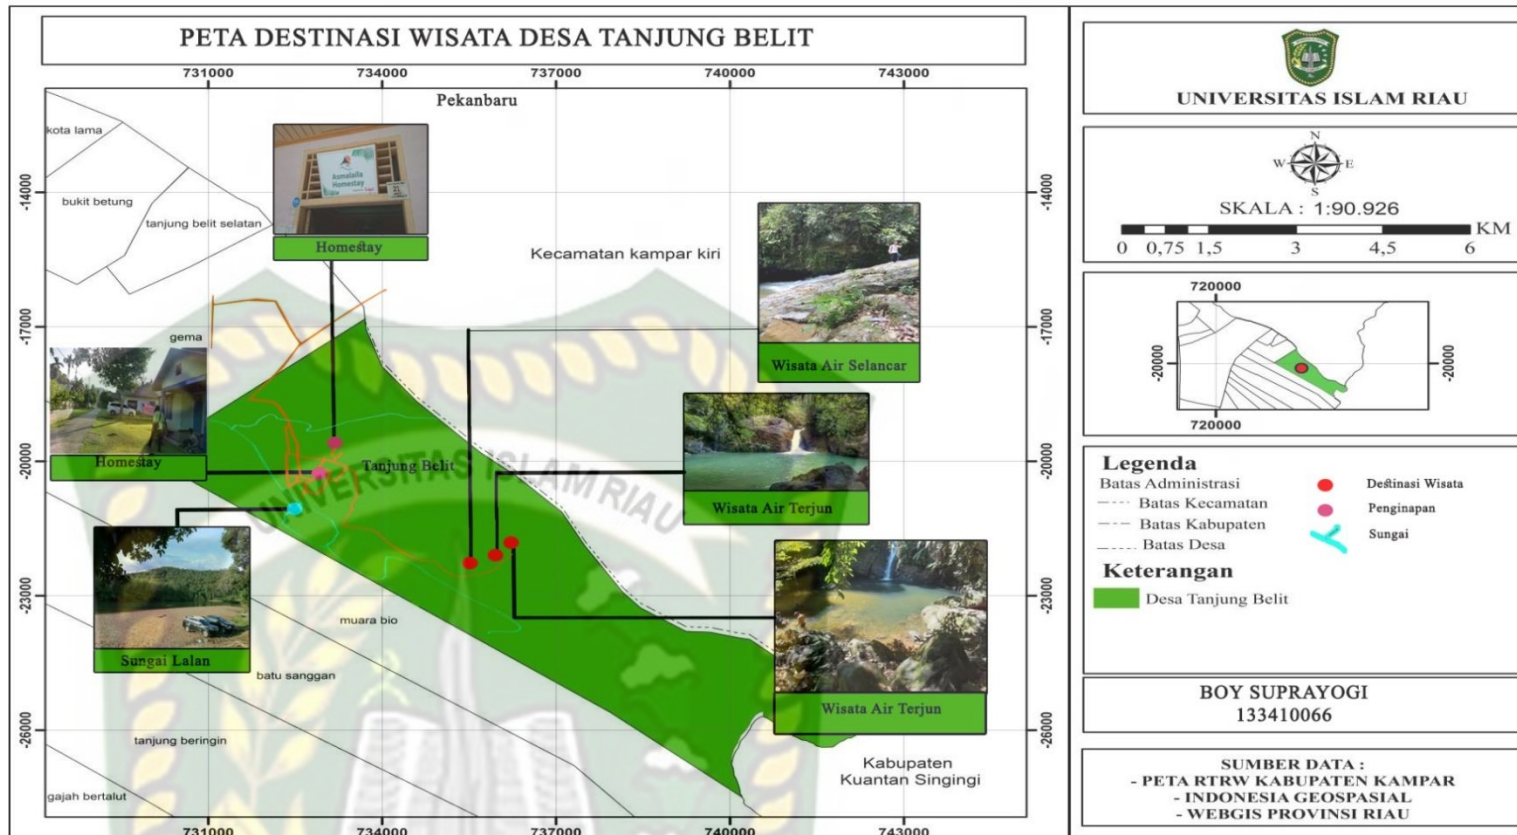 PETA DESTINASI WISATA DESA TANJUNG BELIT
731000 734000 737000 740000 743000
Pekanbaru
kota lama
bukit betung
tanjung belit selatan
Asmalaila
Homestay
Homestay
Kecamatan kampar kiri
-14000
-14000
gema
-17000
-17000
Wisata Air Selancar
Homestay
Tanjung Belit
-20000
-20000
UNIVERSITAS ISLAM RIAU
Wisata Air Terjun
Sungai Lalan
muara bio
-23000
-23000
batu sanggan
Wisata Air Terjun
tanjung beringin
-26000
-26000
Kabupaten
Kuantan Singingi
gajah bertalut
731000 734000 737000 740000 743000
UNIVERSITAS ISLAM RIAU
N
W E
S
SKALA : 1:90.926
KM
0 0,75 1,5 3 4,5 6
720000
-20000
-20000
720000
Legenda
Batas Administrasi
Batas Kecamatan
Batas Kabupaten
Batas Desa
Destinasi Wisata
Penginapan
Sungai
Keterangan
Desa Tanjung Belit
BOY SUPRAYOGI
133410066
SUMBER DATA :
- PETA RTRW KABUPATEN KAMPAR
- INDONESIA GEOSPASIAL
- WEBGIS PROVINSI RIAU